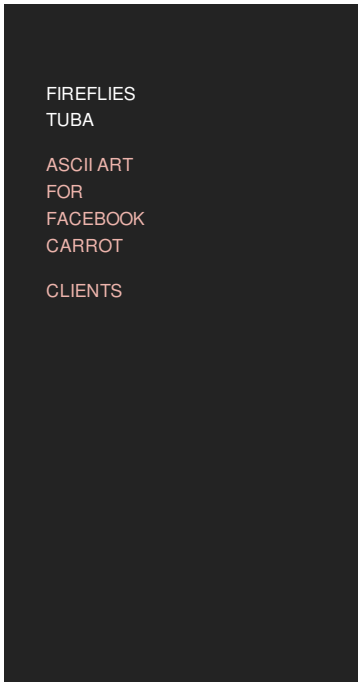 FIREFLIES
TUBA
ASCII ART
FOR
FACEBOOK
CARROT
CLIENTS